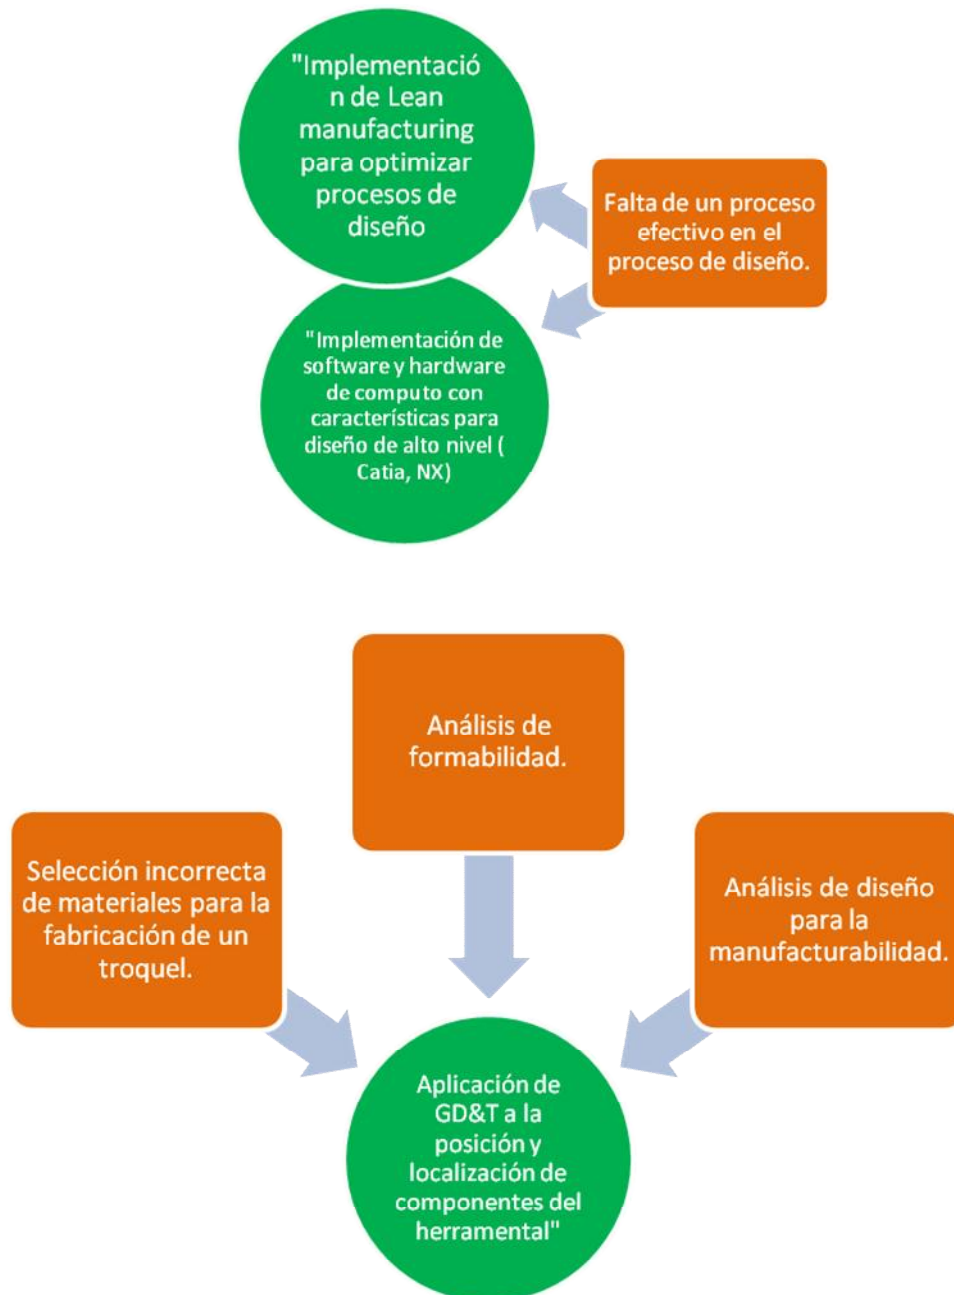 "Implementació
n de Lean
manufacturing
para optimizar
procesos de
diseño
Falta de un proceso
efectivo en el
proceso de diseño.
"Implementación de
software y hardware
de computo con
características para
diseño de alto nivel (
Catia, NX)
Análisis de
formabilidad.
Selección incorrecta
de materiales para la
fabricación de un
troquel.
Análisis de diseño
para la
manufacturabilidad.
Aplicación de
GD&T a la
posición y
localización de
componentes del
herramental"